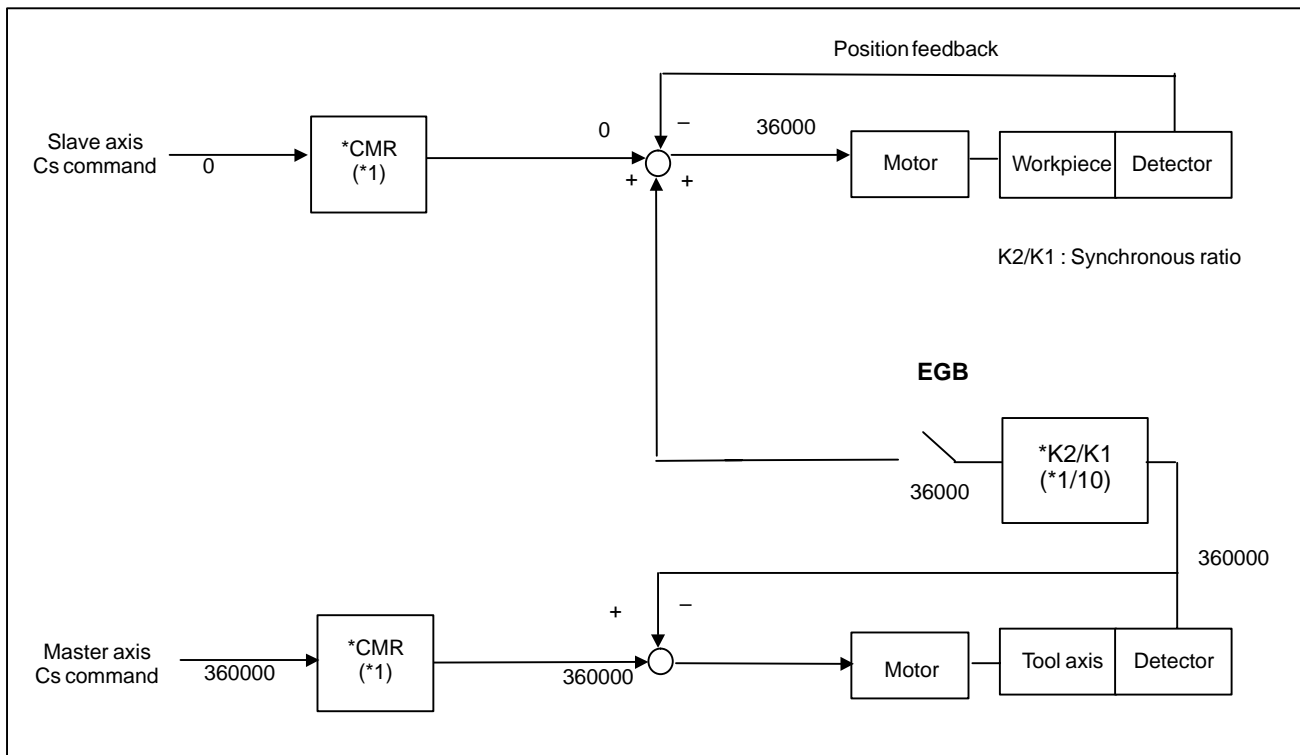 Position feedback
Slave axis
Cs command
0
*CMR
(*1)
0
–
+
+
36000
Motor
Workpiece
Detector
K2/K1 : Synchronous ratio
EGB
36000
*K2/K1
(*1/10)
360000
Master axis
Cs command
360000
*CMR
(*1)
360000
+
–
Motor
Tool axis
Detector